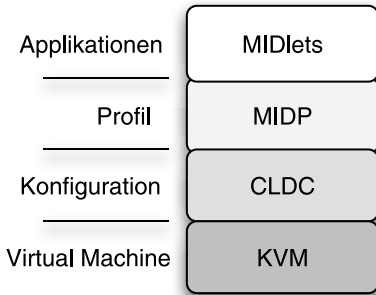 Applikationen MIDlets
Profil MIDP
Konfiguration CLDC
Virtual Machine KVM